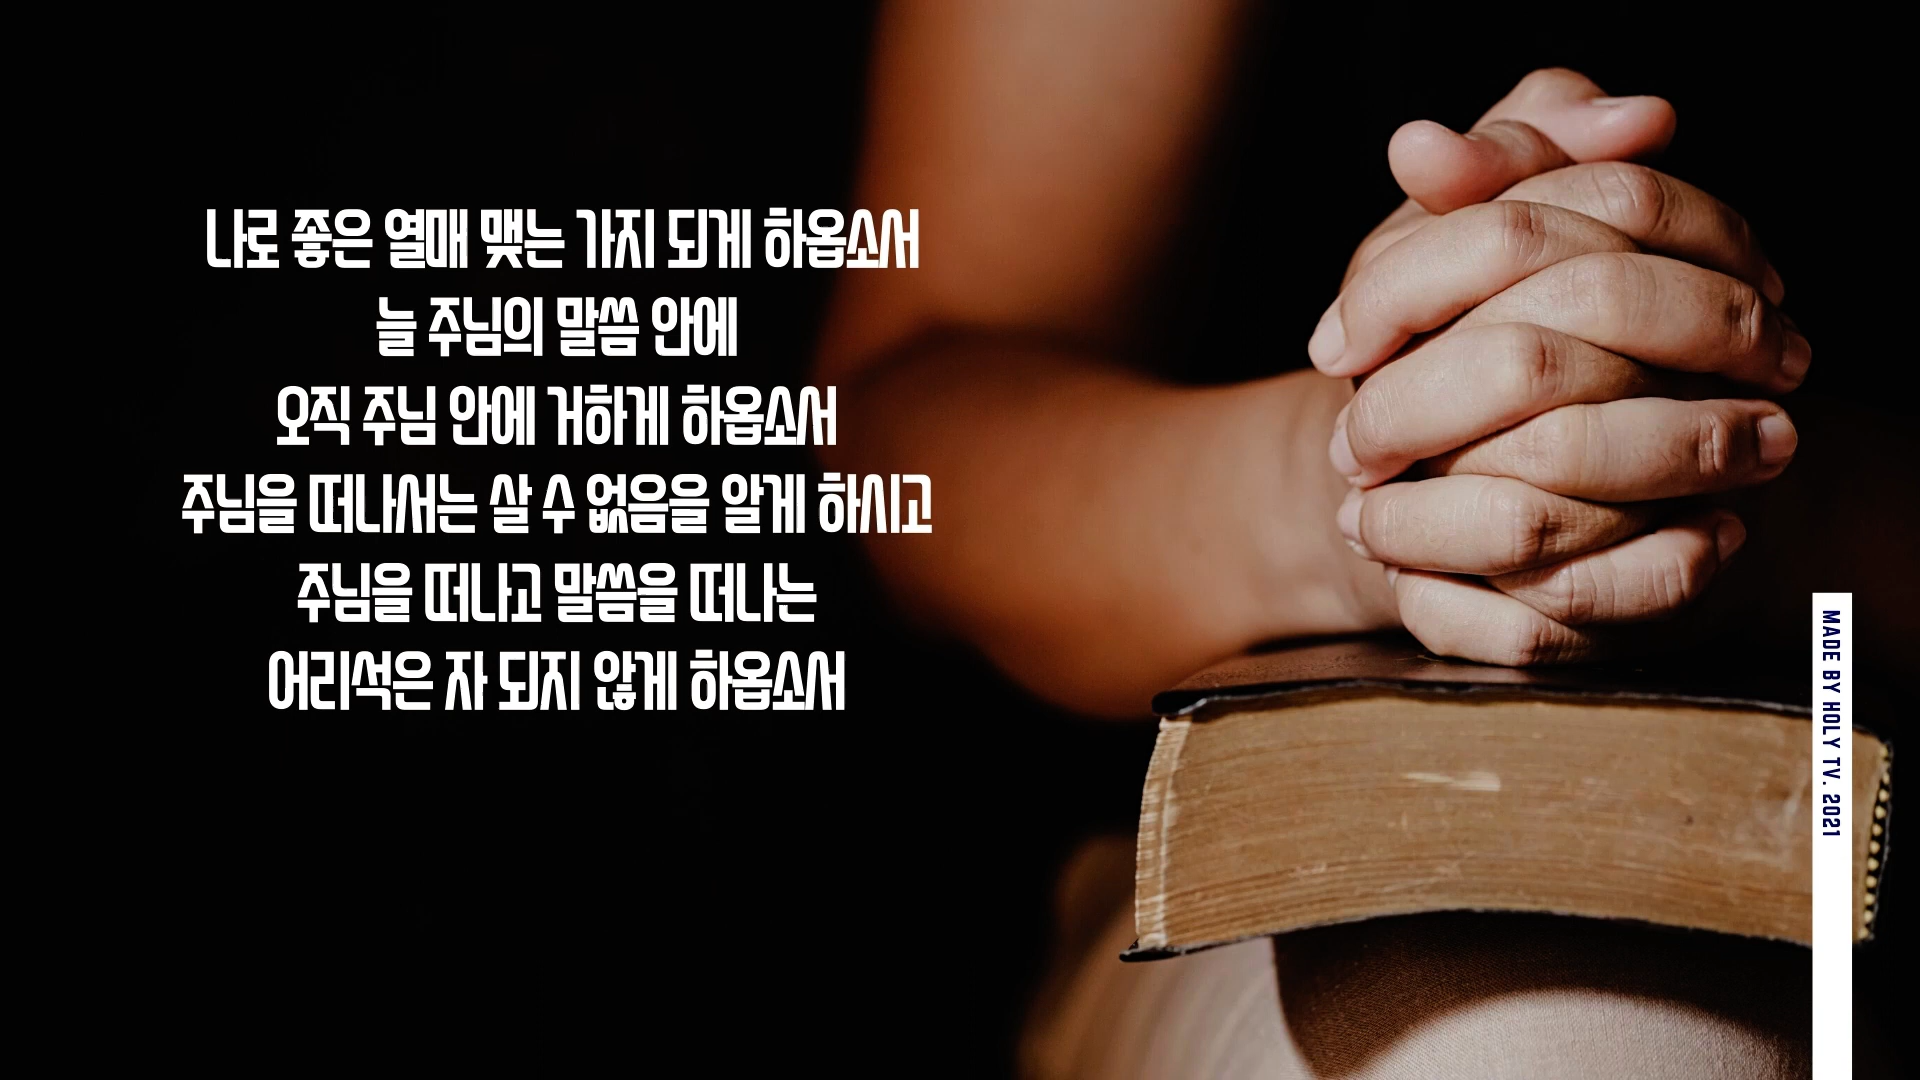 나로 좋은 열매 맺는 가지 되게 하옵소서
늘 주님의 말씀 안에
오직 주님 안에 거하게 하옵소서
주님을 떠나서는 살 수 없음을 알게 하시고
주님을 떠나고 말씀을 떠나는
어리석은 자 되지 않게 하옵소서
MADE BY HOLY TV. 2021